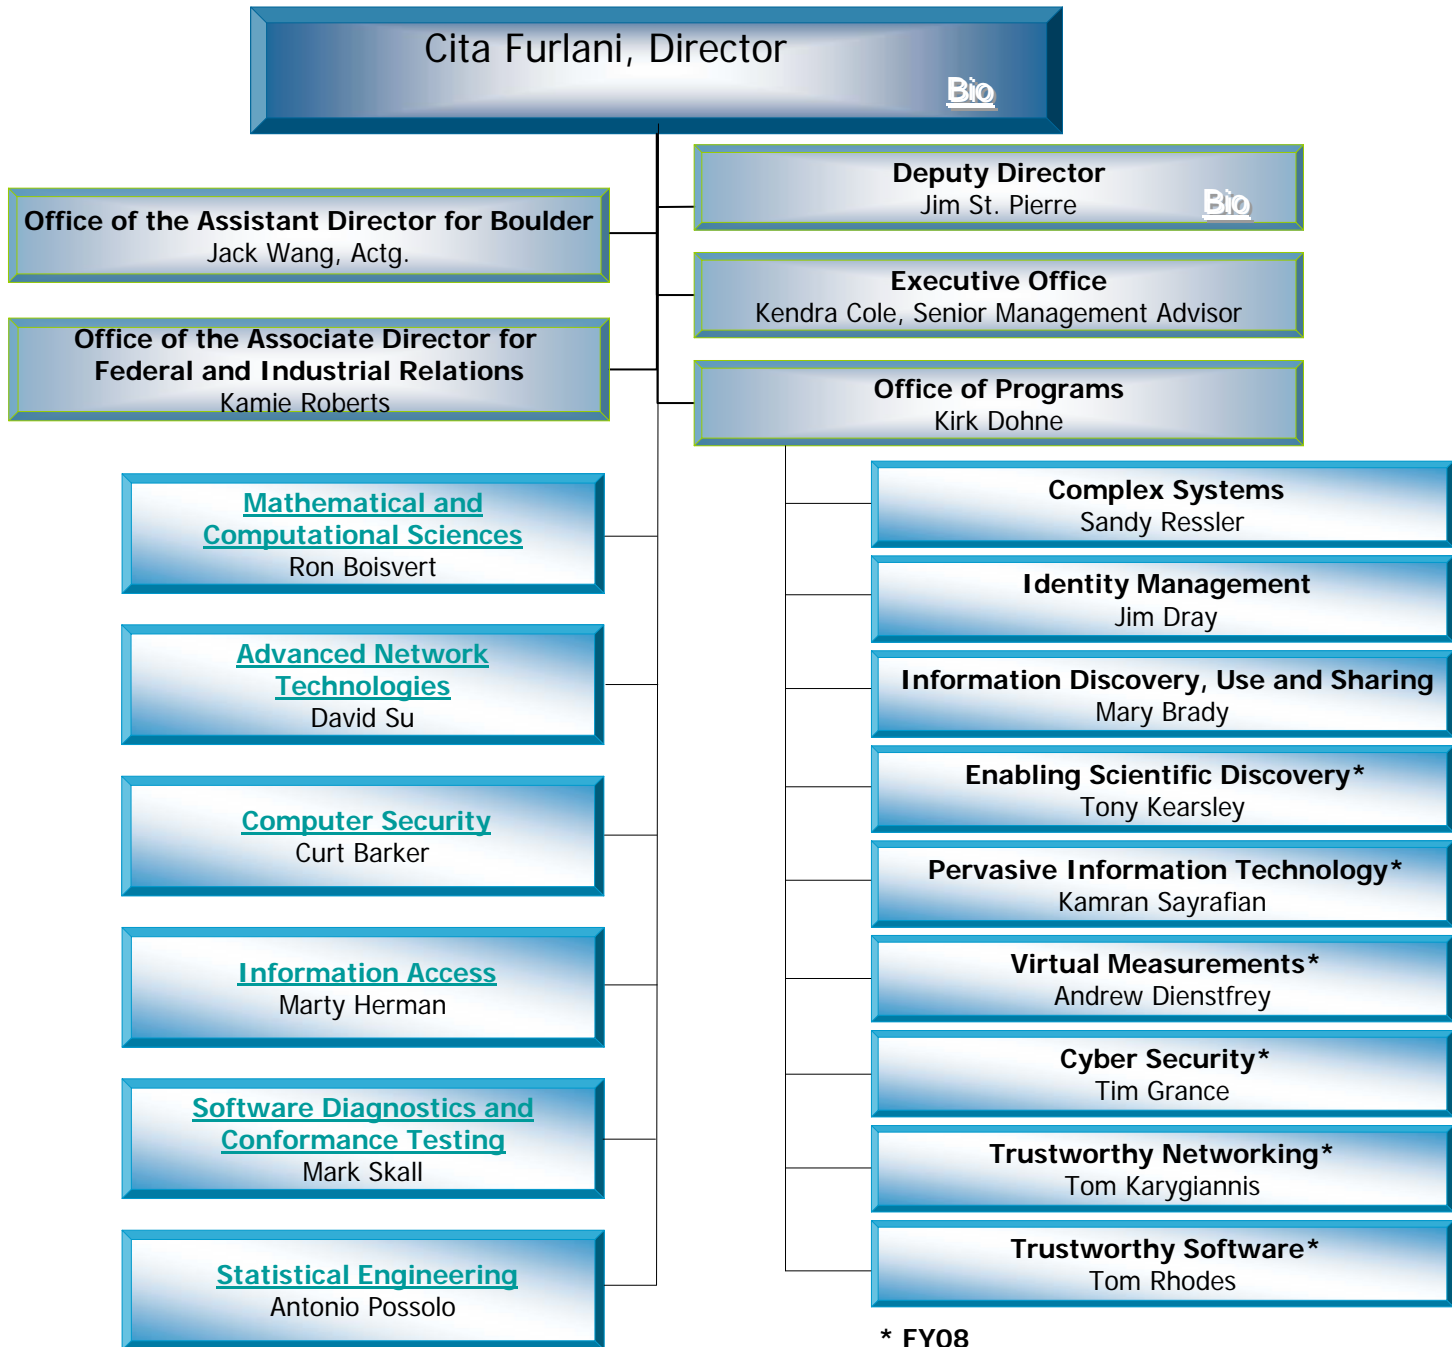 Cita Furlani, Director
Bio
Deputy Director
Jim St. Pierre
Bio
Office of the Assistant Director for Boulder
Jack Wang, Actg.
Executive Office
Kendra Cole, Senior Management Advisor
Office of the Associate Director for
Federal and Industrial Relations
Kamie Roberts
Office of Programs
Kirk Dohne
Mathematical and
Computational Sciences
Ron Boisvert
Advanced Network
Technologies
David Su
Computer Security
Curt Barker
Information Access
Marty Herman
Software Diagnostics and
Conformance Testing
Mark Skall
Statistical Engineering
Antonio Possolo
Complex Systems
Sandy Ressler
Identity Management
Jim Dray
Information Discovery, Use and Sharing
Mary Brady
Enabling Scientific Discovery*
Tony Kearsley
Pervasive Information Technology*
Kamran Sayrafian
Virtual Measurements*
Andrew Dienstfrey
Cyber Security*
Tim Grance
Trustworthy Networking*
Tom Karygiannis
Trustworthy Software*
Tom Rhodes
* FY08